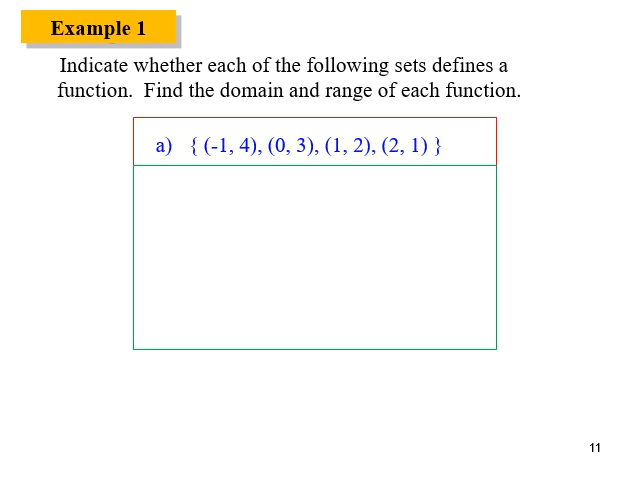 Example 1
Indicate whether each of the following sets defines a
function.  Find the domain and range of each function.
a)   { (-1, 4), (0, 3), (1, 2), (2, 1) }
11